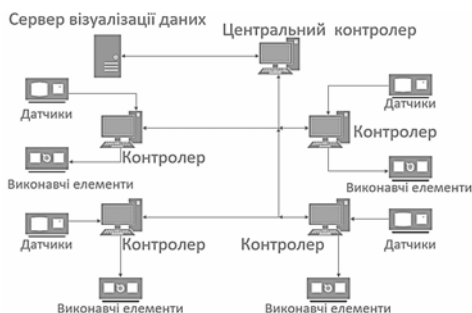 Сервер візуалізації даних
Центральний контролер
Датчики
Датчики
Контролер
Контролер
Виконавчі елементи
Виконавчі елементи
Датчики
Контролер
Контролер
Датчики
Виконавчі елементи
Виконавчі елементи